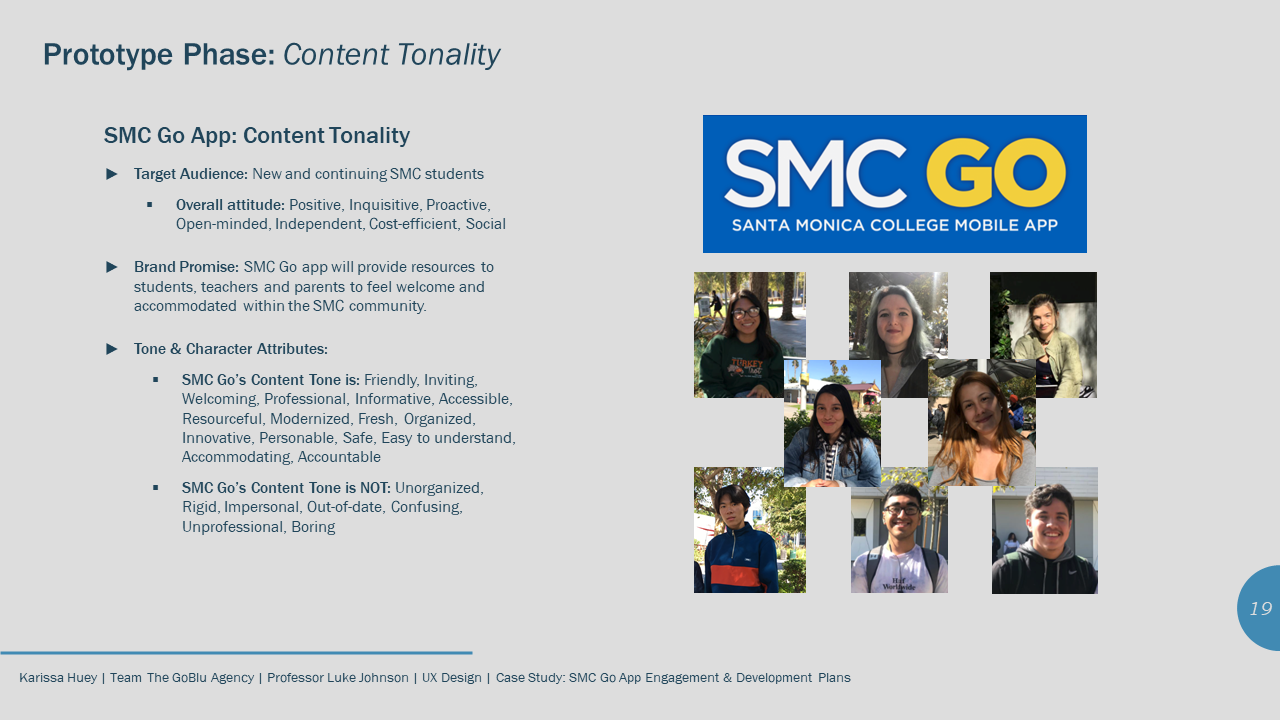 Prototype Phase: Content Tonality
SMC Go App: Content Tonality
► Target Audience: New and continuing SMC students
▪ Overall attitude: Positive, Inquisitive, Proactive,
Open-minded, Independent, Cost-efficient, Social
► Brand Promise: SMC Go app will provide resources to
students, teachers and parents to feel welcome and
accommodated within the SMC community.
► Tone & Character Attributes:
▪ SMC Go's Content Tone is: Friendly, Inviting,
Welcoming, Professional, Informative, Accessible,
Resourceful, Modernized, Fresh, Organized,
Innovative, Personable, Safe, Easy to understand,
Accommodating, Accountable
▪ SMC Go's Content Tone is NOT: Unorganized,
Rigid, Impersonal, Out-of-date, Confusing,
Unprofessional, Boring
SMC GO
SANTA MONICA COLLEGE MOBILE APP
TURKEY
Half
Worldwide
19
Karissa Huey | Team The GoBlu Agency | Professor Luke Johnson | UX Design | Case Study: SMC Go App Engagement & Development Plans